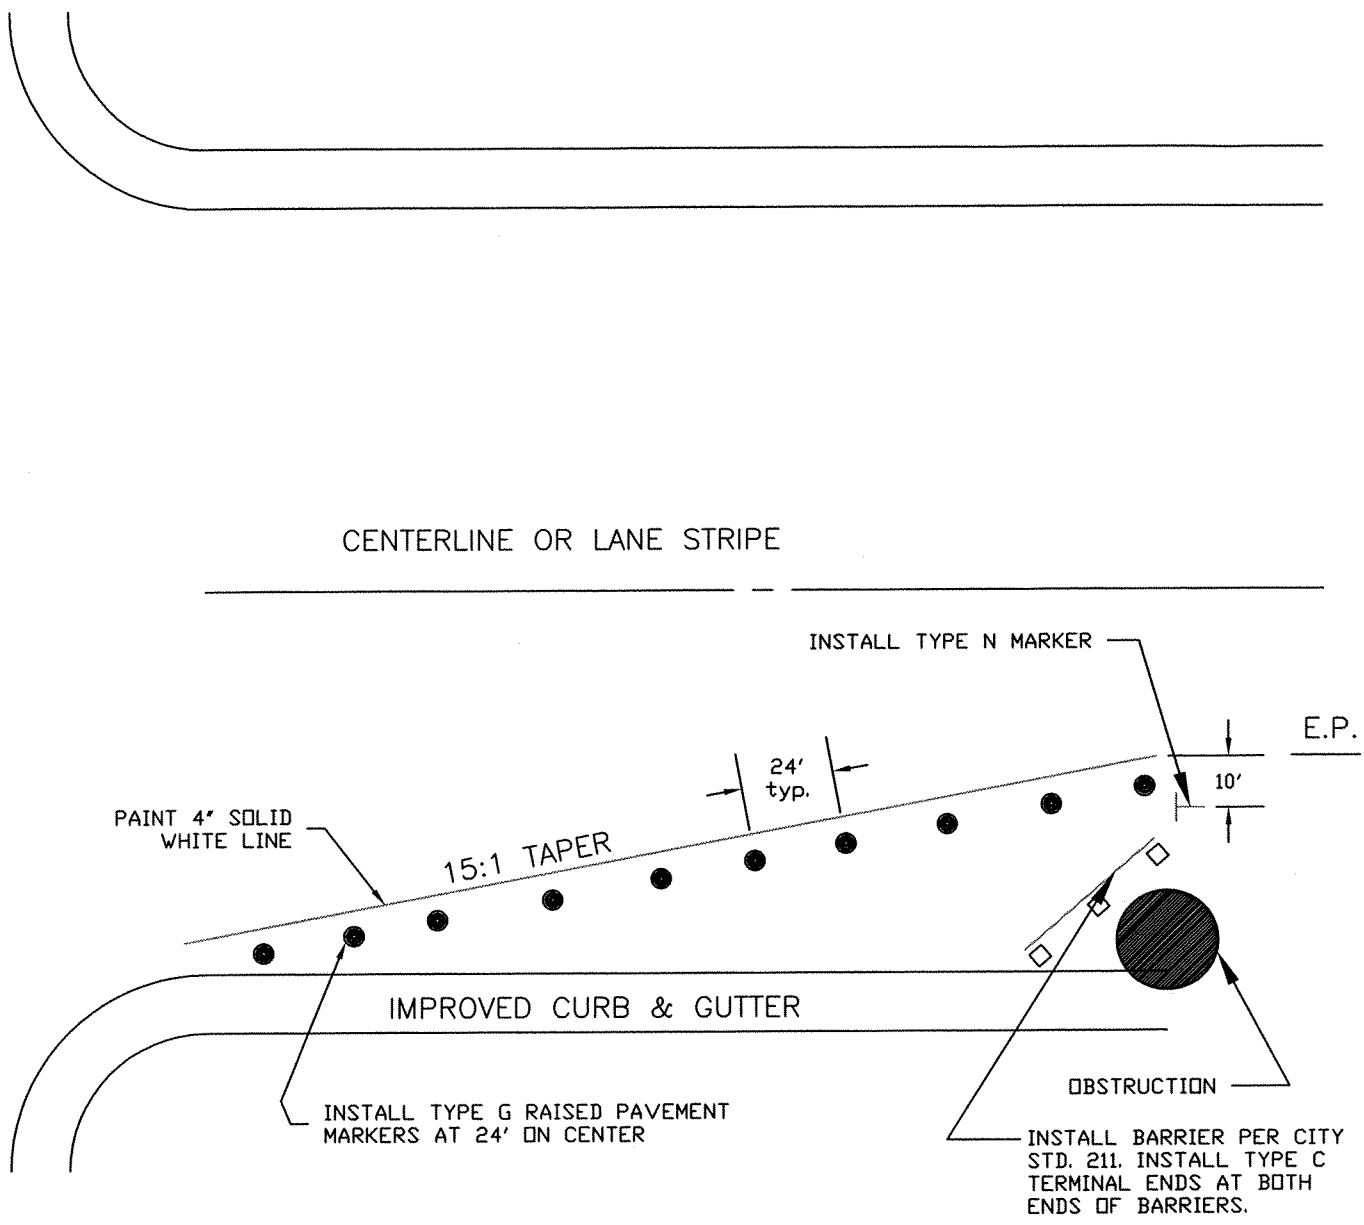 CENTERLINE OR LANE STRIPE
INSTALL TYPE N MARKER
E.P.
24'
typ.
10'
PAINT 4" SOLID
WHITE LINE
15:1 TAPER
IMPROVED CURB & GUTTER
OBSTRUCTION
INSTALL TYPE G RAISED PAVEMENT
MARKERS AT 24' ON CENTER
INSTALL BARRIER PER CITY
STD. 211. INSTALL TYPE C
TERMINAL ENDS AT BOTH
ENDS OF BARRIERS.